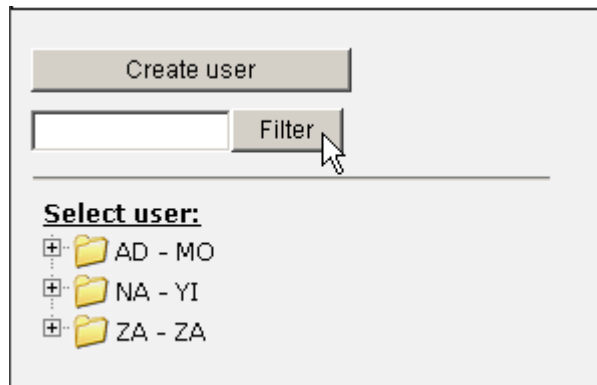 Create user
Filter
Select user:
AD - MO
NA - YI
ZA - ZA